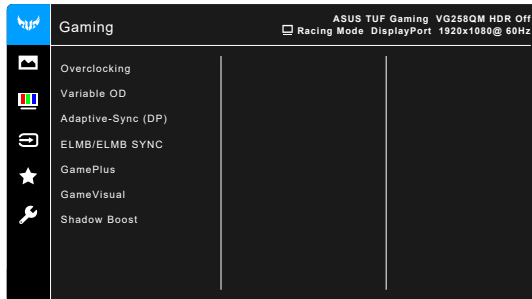 Gaming
ASUS TUF Gaming VG258QM HDR Off
Racing Mode DisplayPort 1920x1080@ 60Hz
Overclocking
Variable OD
Adaptive-Sync (DP)
ELMB/ELMB SYNC
GamePlus
GameVisual
Shadow Boost